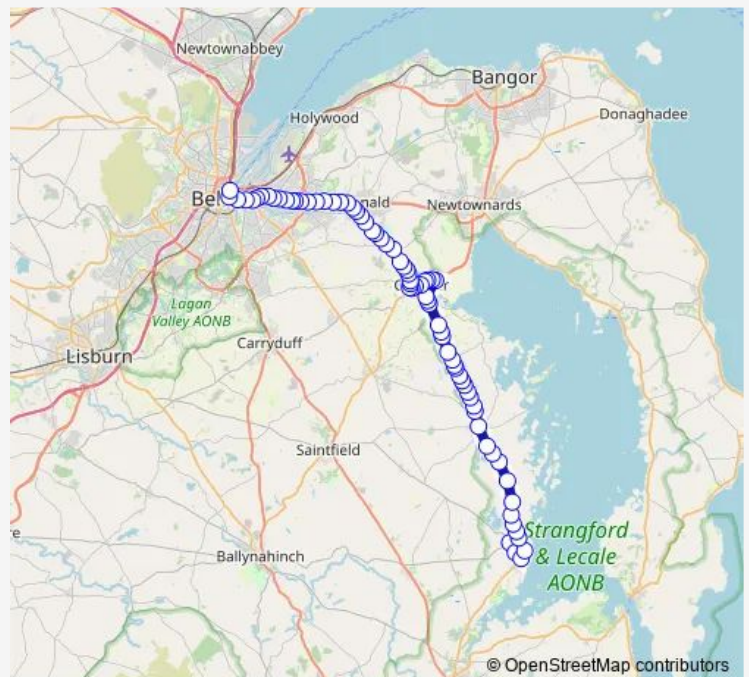 Newtownabbey
Bangor
Holywood
Donaghadee
Bel
nald
Newtownards
Lagan
Valley AONB
Lisburn
Carryduff
Saintfield
Strangford
& Lecale
AONB
Ballynahinch
re
© OpenStreetMap contributors